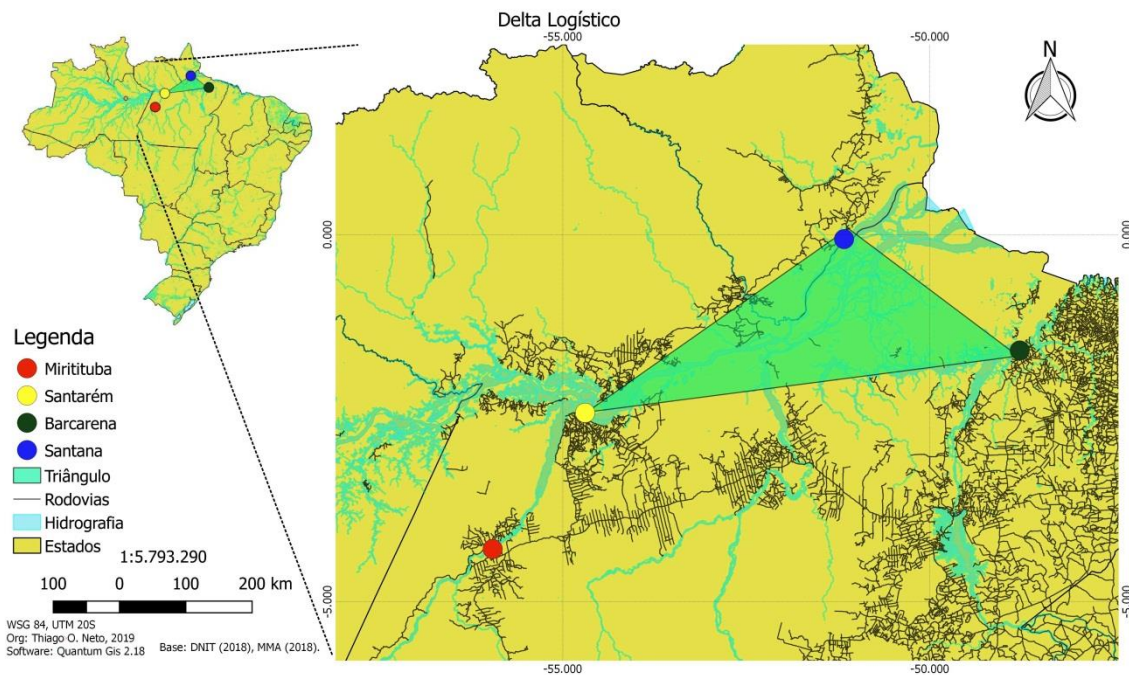 Delta Logístico
-55.000
-50.000
N
0.000
0.000
Legenda
Miritituba
Santarém
Barcarena
Santana
Triângulo
Rodovias
Hidrografia
Estados
1:5.793.290
100 0 100 200 km
WSG 84, UTM 20S
Org: Thiago O. Neto, 2019
Software: Quantum Gis 2.18
Base: DNIT (2018), MMA (2018).
-5.000
-5.000
-55.000
-50.000